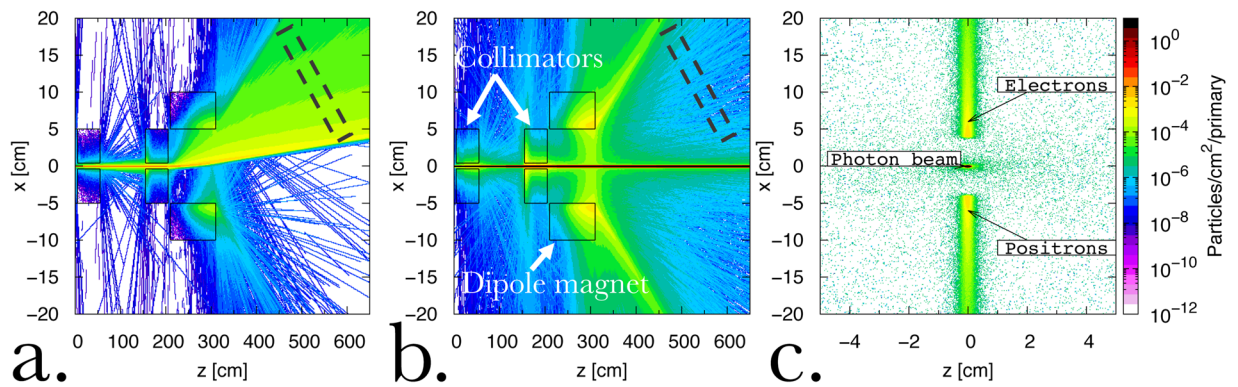 20
15
10
5
0
−5
−10
−15
−20
x [cm]
0 100 200 300 400 500 600
z [cm]
a.
20
15
10
5
0
−5
−10
−15
−20
x [cm]
Collimators
Dipole magnet
0 100 200 300 400 500 600
z [cm]
b.
20
15
10
5
0
−5
−10
−15
−20
x [cm]
Electrons
Photon beam
Positrons
−4 −2 0 2 4
z [cm]
c.
10^0
10^−2
10^−4
10^−6
10^−8
10^−10
10^−12
Particles/cm^2/primary